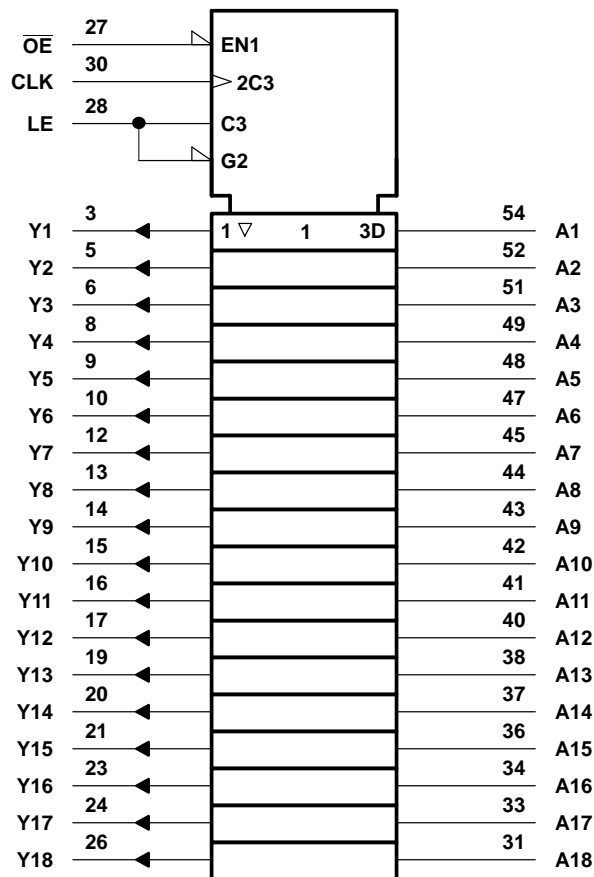 OE 27 EN1
CLK 30 2C3
LE 28 C3
G2
Y1 3 1 ▽ 1 3D 54 A1
Y2 5 52 A2
Y3 6 51 A3
Y4 8 49 A4
Y5 9 48 A5
Y6 10 47 A6
Y7 12 45 A7
Y8 13 44 A8
Y9 14 43 A9
Y10 15 42 A10
Y11 16 41 A11
Y12 17 40 A12
Y13 19 38 A13
Y14 20 37 A14
Y15 21 36 A15
Y16 23 34 A16
Y17 24 33 A17
Y18 26 31 A18